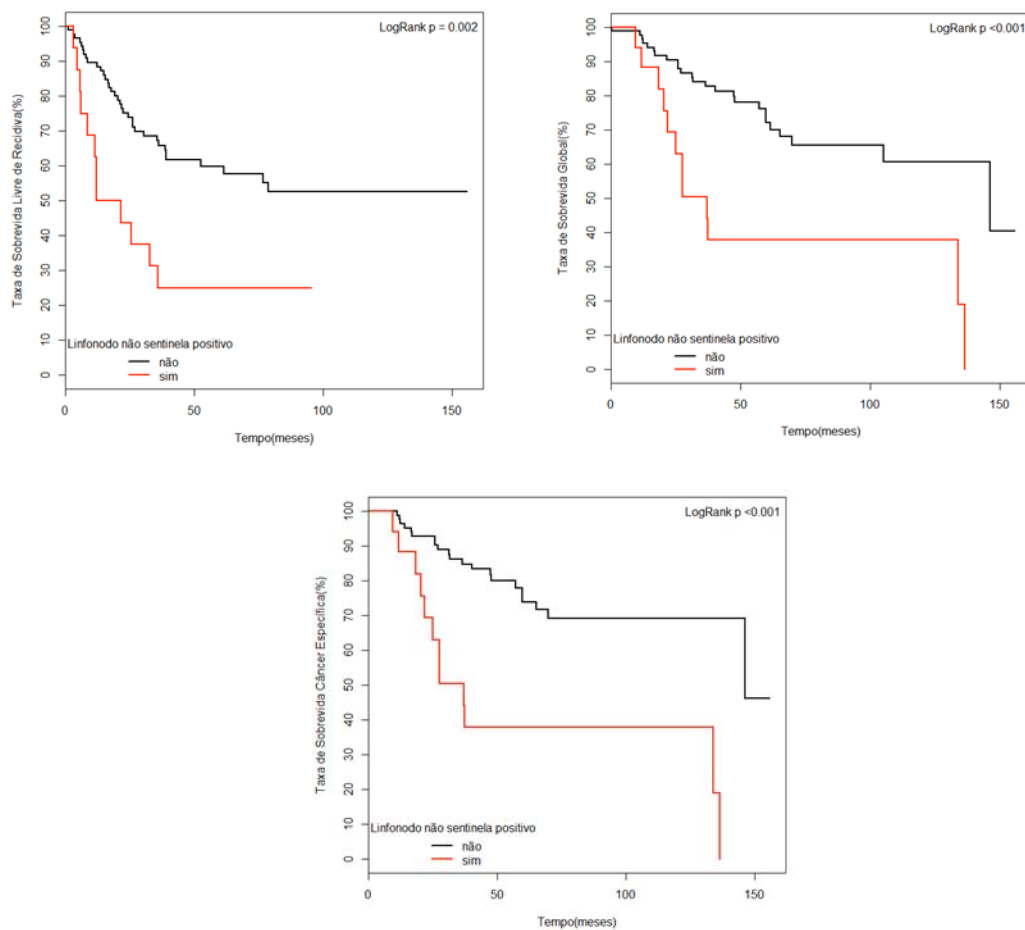 LogRank p = 0.002
Taxa de Sobrevida Livre de Recidiva(%)
100
90
80
70
60
50
40
30
20
10
0
Linfonodo não sentinela positivo
não
sim
0 50 100 150
Tempo(meses)
LogRank p <0.001
Taxa de Sobrevida Global(%)
100
90
80
70
60
50
40
30
20
10
0
Linfonodo não sentinela positivo
não
sim
0 50 100 150
Tempo(meses)
LogRank p <0.001
Taxa de Sobrevida Câncer Específica(%)
100
90
80
70
60
50
40
30
20
10
0
Linfonodo não sentinela positivo
não
sim
0 50 100 150
Tempo(meses)